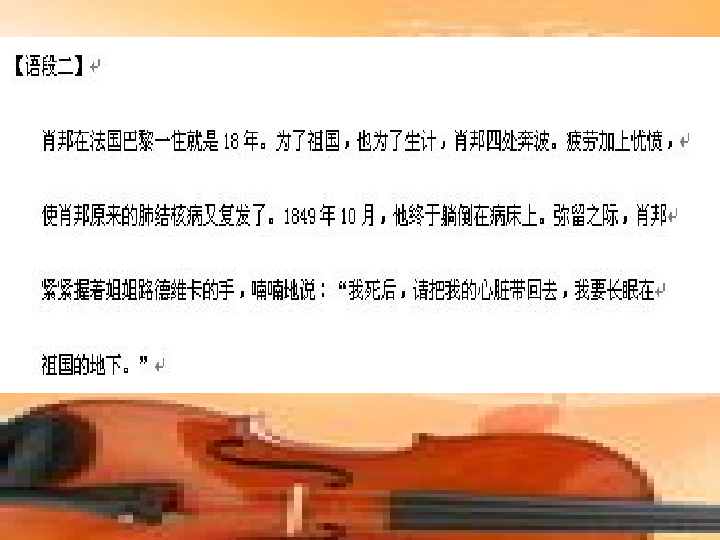 【语段二】
肖邦在法国巴黎一住就是 18 年。为了祖国，也为了生计，肖邦四处奔波。疲劳加上忧愤，
使肖邦原来的肺结核病又复发了。1849 年 10 月，他终于躺倒在病床上。弥留之际，肖邦
紧紧握着姐姐路德维卡的手，喃喃地说：“我死后，请把我的心脏带回去，我要长眠在
祖国的地下。”